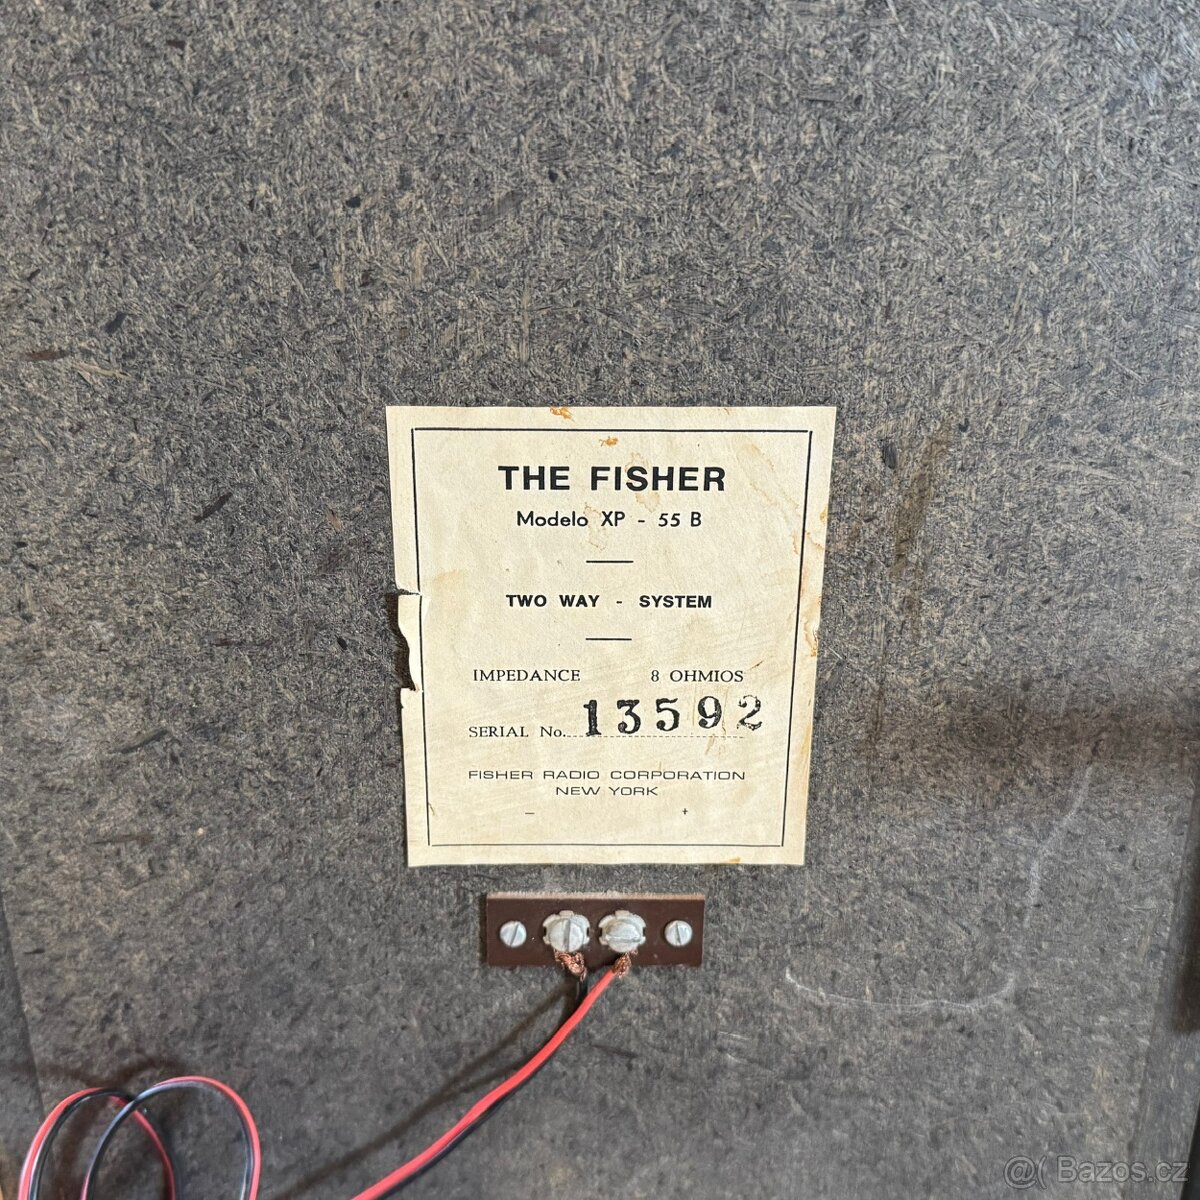 THE FISHER
Modelo XP - 55 B
TWO WAY - SYSTEM
IMPEDANCE 8 OHMIOS
SERIAL No. 13592
FISHER RADIO CORPORATION
NEW YORK
- +
@( Bazos.cz